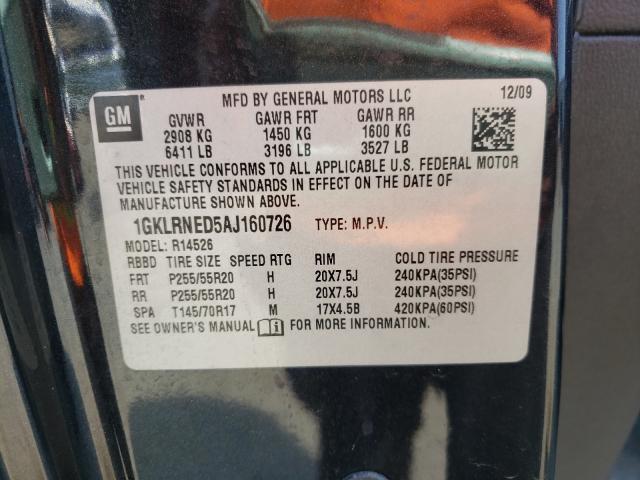 GM
MFD BY GENERAL MOTORS LLC 12/09
GVWR GAWR FRT GAWR RR
2908 KG 1450 KG 1600 KG
6411 LB 3196 LB 3527 LB
THIS VEHICLE CONFORMS TO ALL APPLICABLE U.S. FEDERAL MOTOR
VEHICLE SAFETY STANDARDS IN EFFECT ON THE DATE OF
MANUFACTURE SHOWN ABOVE.
1GKLRNED5AJ160726 TYPE: M.P.V.
MODEL: R14526
RBBD TIRE SIZE SPEED RTG RIM COLD TIRE PRESSURE
FRT P255/55R20 H 20X7.5J 240KPA(35PSI)
RR P255/55R20 H 20X7.5J 240KPA(35PSI)
SPA T145/70R17 M 17X4.5B 420KPA(60PSI)
SEE OWNER'S MANUAL FOR MORE INFORMATION.